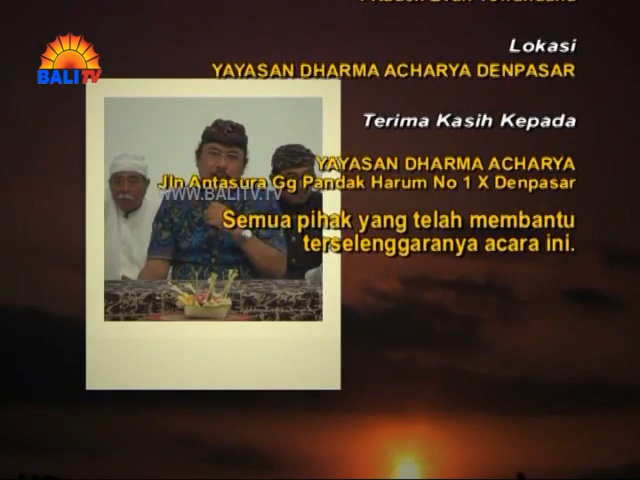 BALI TV
Lokasi
YAYASAN DHARMA ACHARYA DENPASAR
Terima Kasih Kepada
YAYASAN DHARMA ACHARYA
Jln Antasura Gg Pandak Harum No 1 X Denpasar
WWW.BALITV.TV
Semua pihak yang telah membantu
terselenggaranya acara ini.